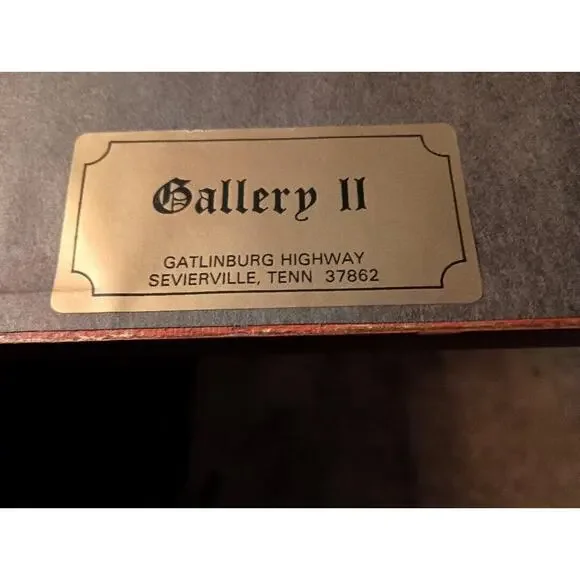 Gallery II
GATLINBURG HIGHWAY
SEVIERVILLE, TENN 37862